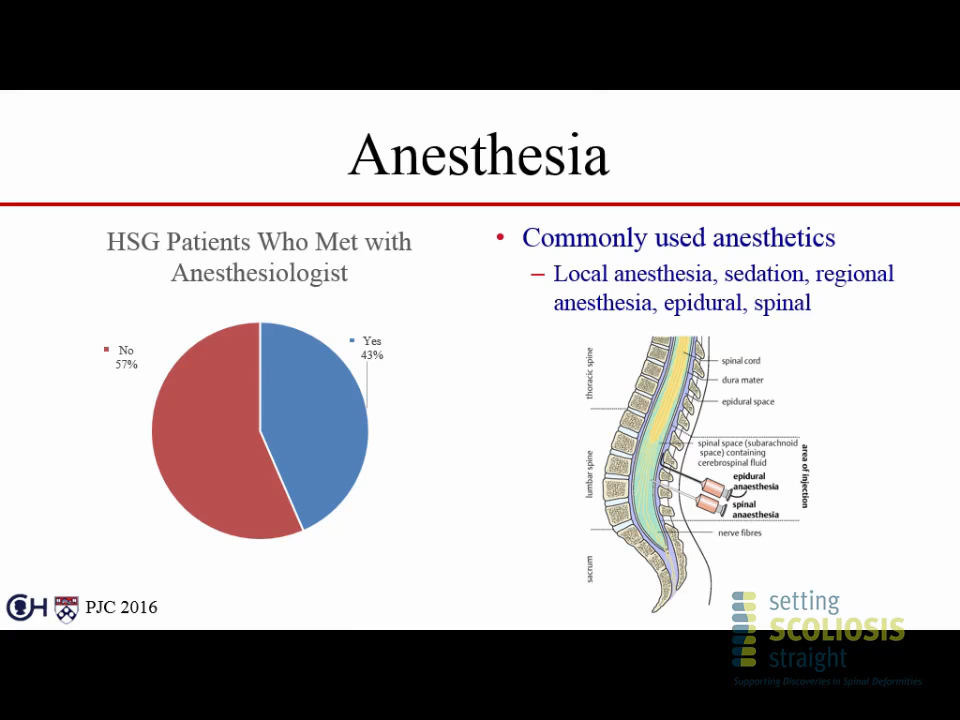 Anesthesia
HSG Patients Who Met with
Anesthesiologist
No
57%
Yes
43%
• Commonly used anesthetics
– Local anesthesia, sedation, regional
anesthesia, epidural, spinal
thoracic spine
lumbar spine
sacrum
spinal cord
dura mater
epidural space
spinal space (subarachnoid
space) containing
cerebrospinal fluid
epidural
anaesthesia
spinal
anaesthesia
nerve fibres
area of injection
CH PJC 2016
setting
SCOLIOSIS
straight
Supporting Discoveries in Spinal Deformities